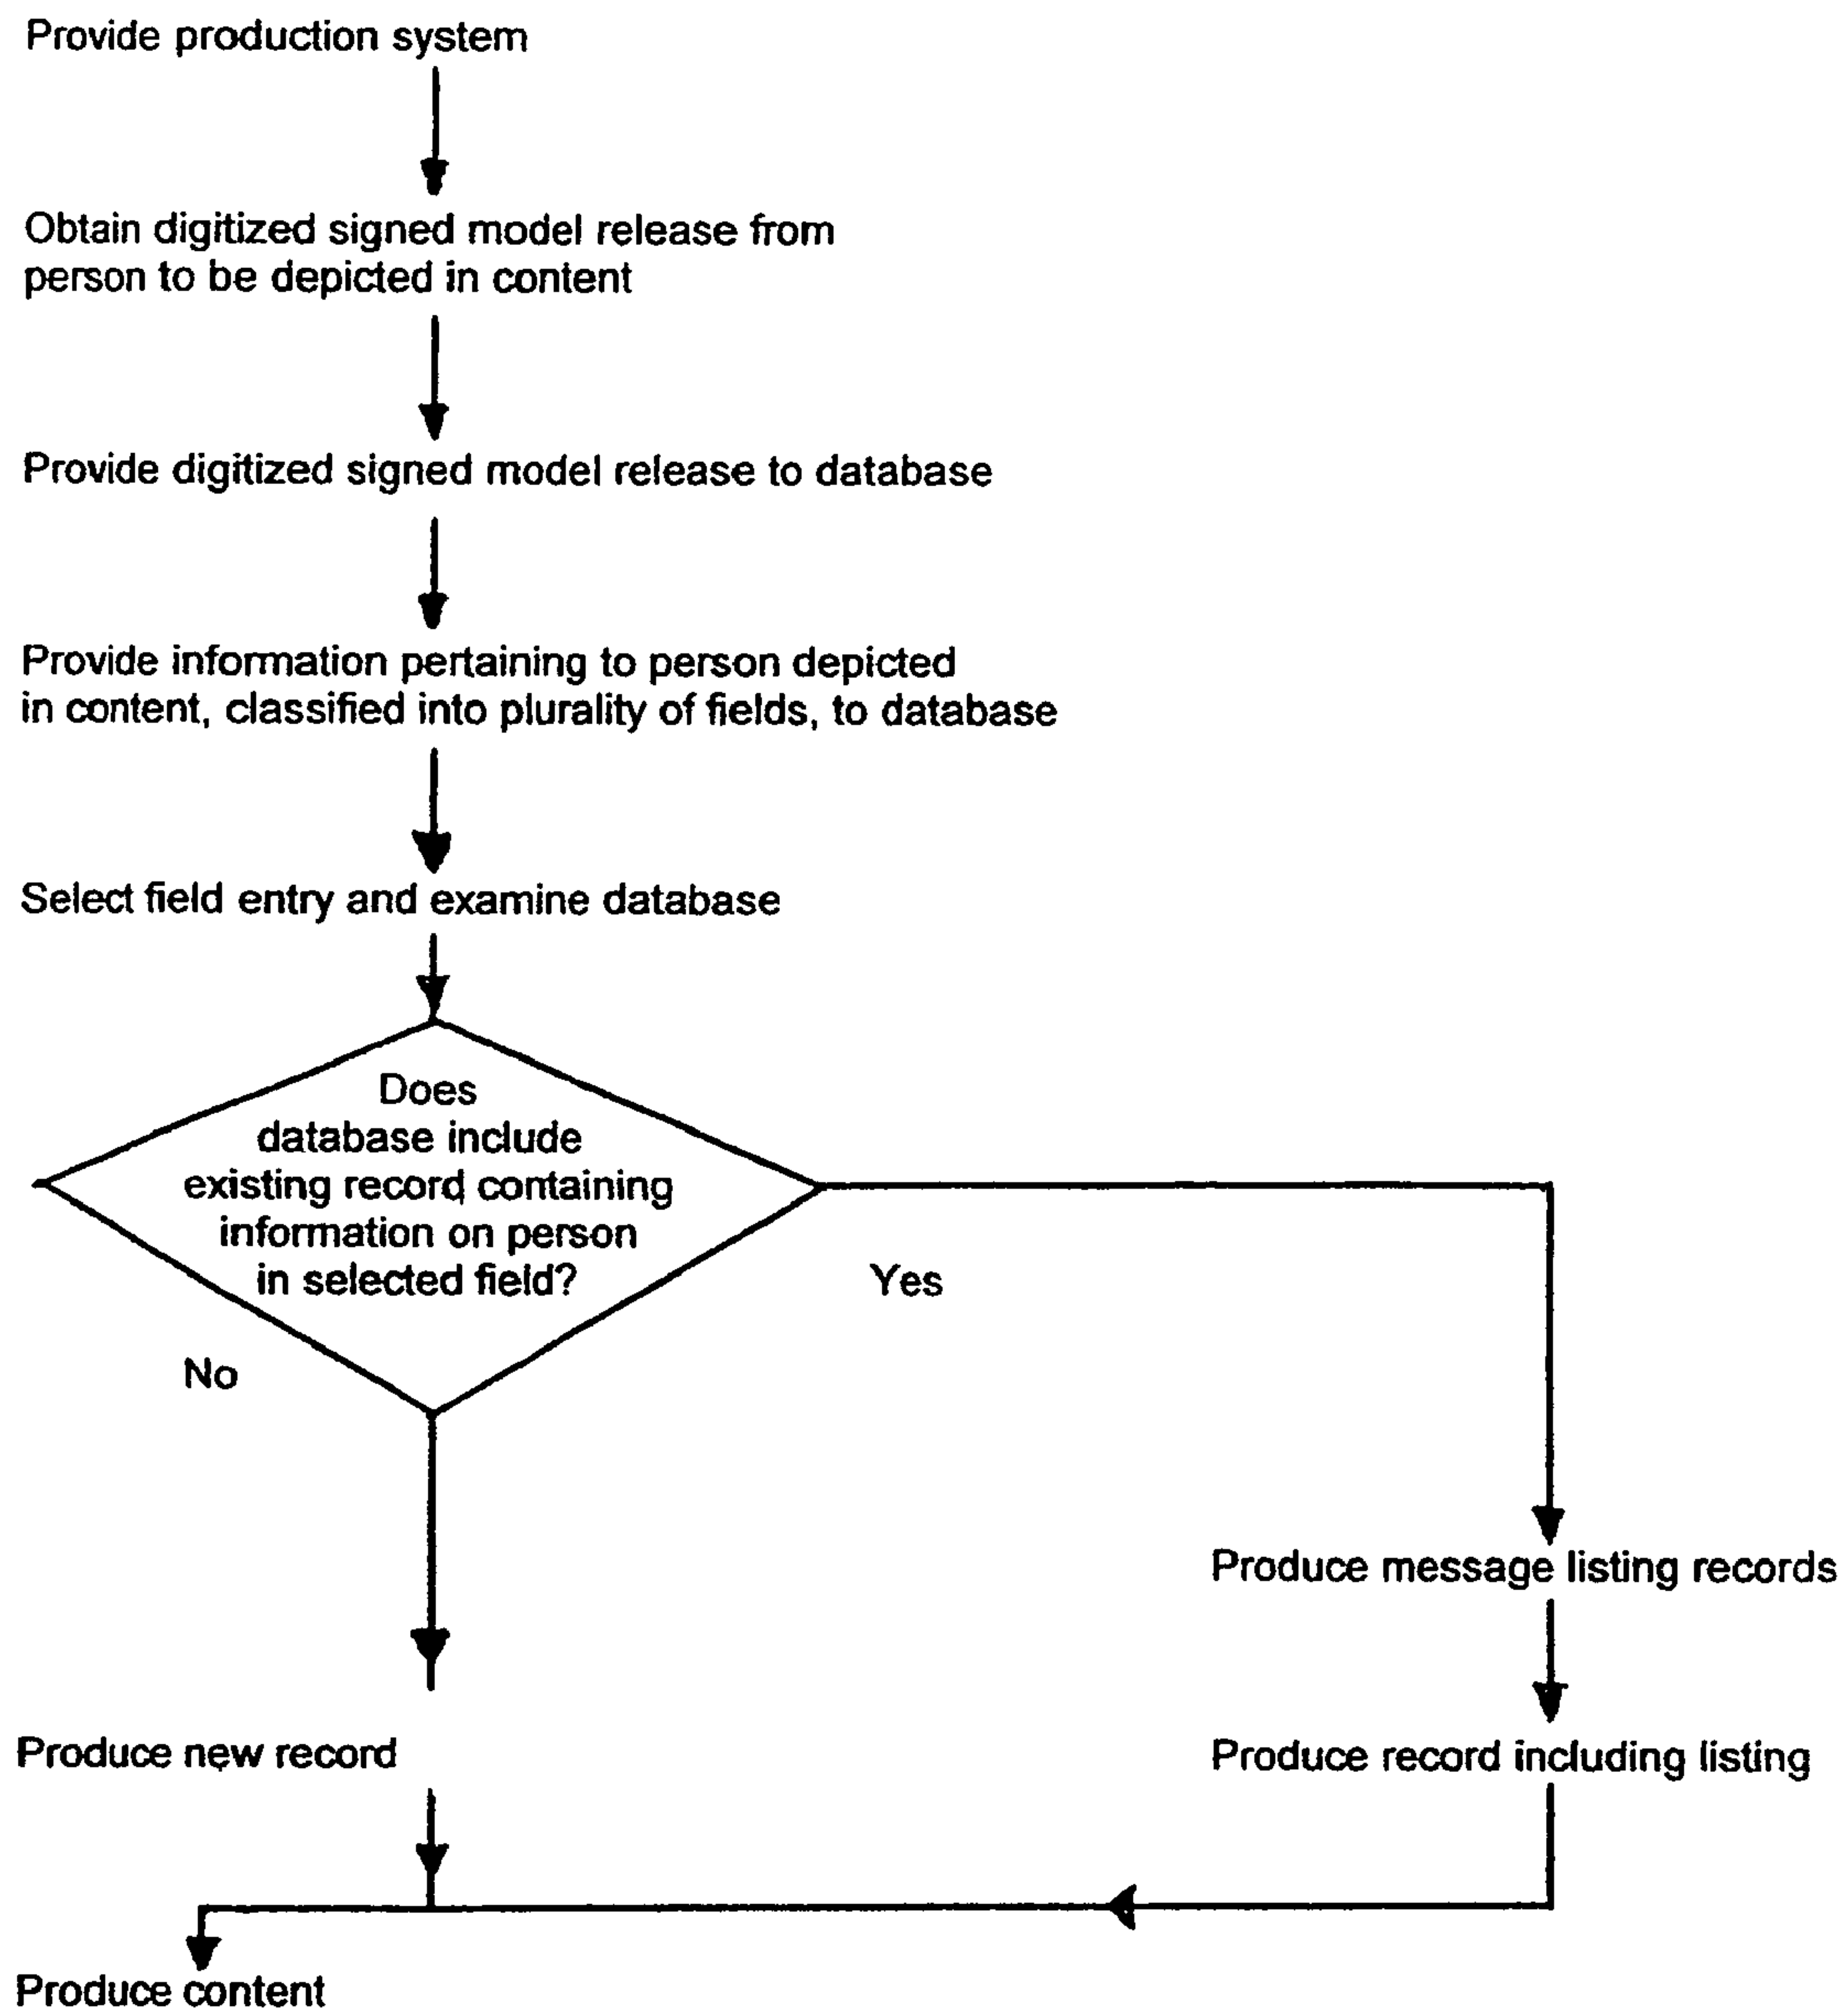 Provide production system
Obtain digitized signed model release from
person to be depicted in content
Provide digitized signed model release to database
Provide information pertaining to person depicted
in content, classified into plurality of fields, to database
Select field entry and examine database
Does
database include
existing record containing
information on person
in selected field?
Yes
No
Produce message listing records
Produce new record
Produce record including listing
Produce content